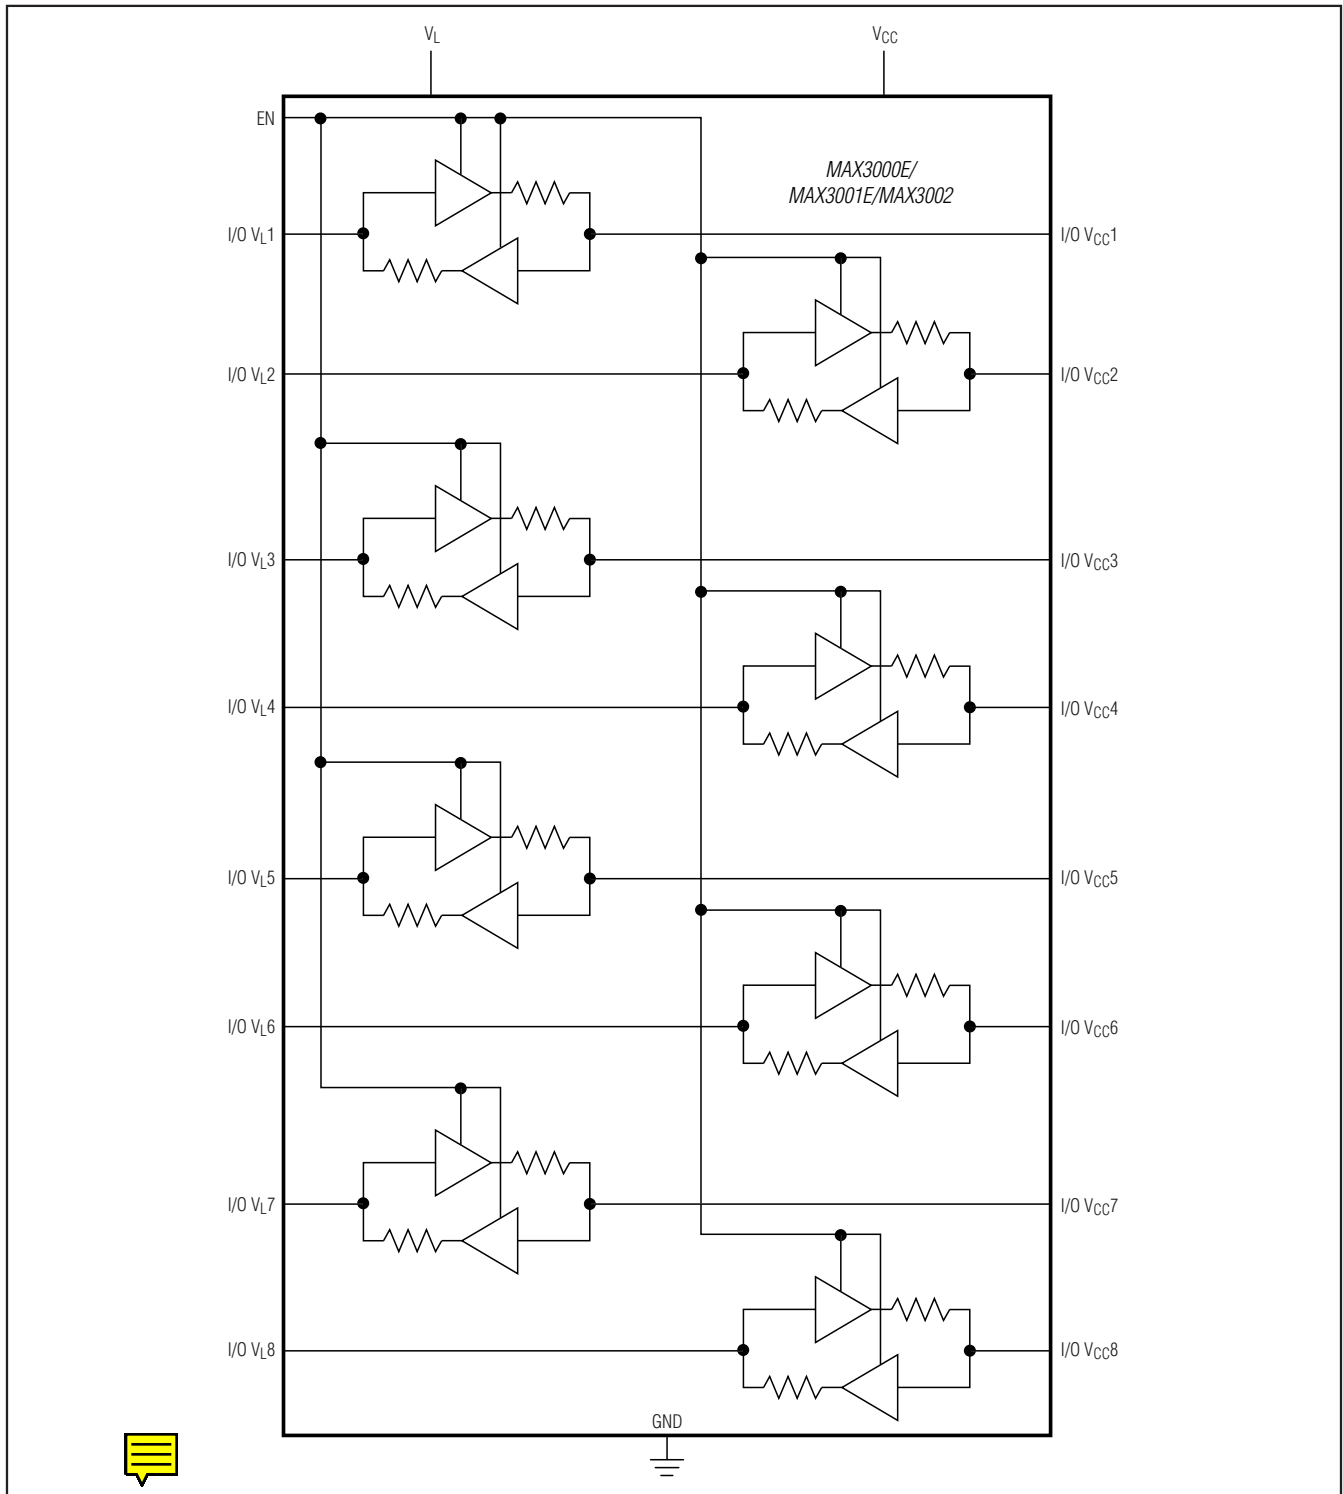 VL VCC
EN
MAX3000E/
MAX3001E/MAX3002
I/O VL1 I/O VCC1
I/O VL2 I/O VCC2
I/O VL3 I/O VCC3
I/O VL4 I/O VCC4
I/O VL5 I/O VCC5
I/O VL6 I/O VCC6
I/O VL7 I/O VCC7
I/O VL8 I/O VCC8
GND